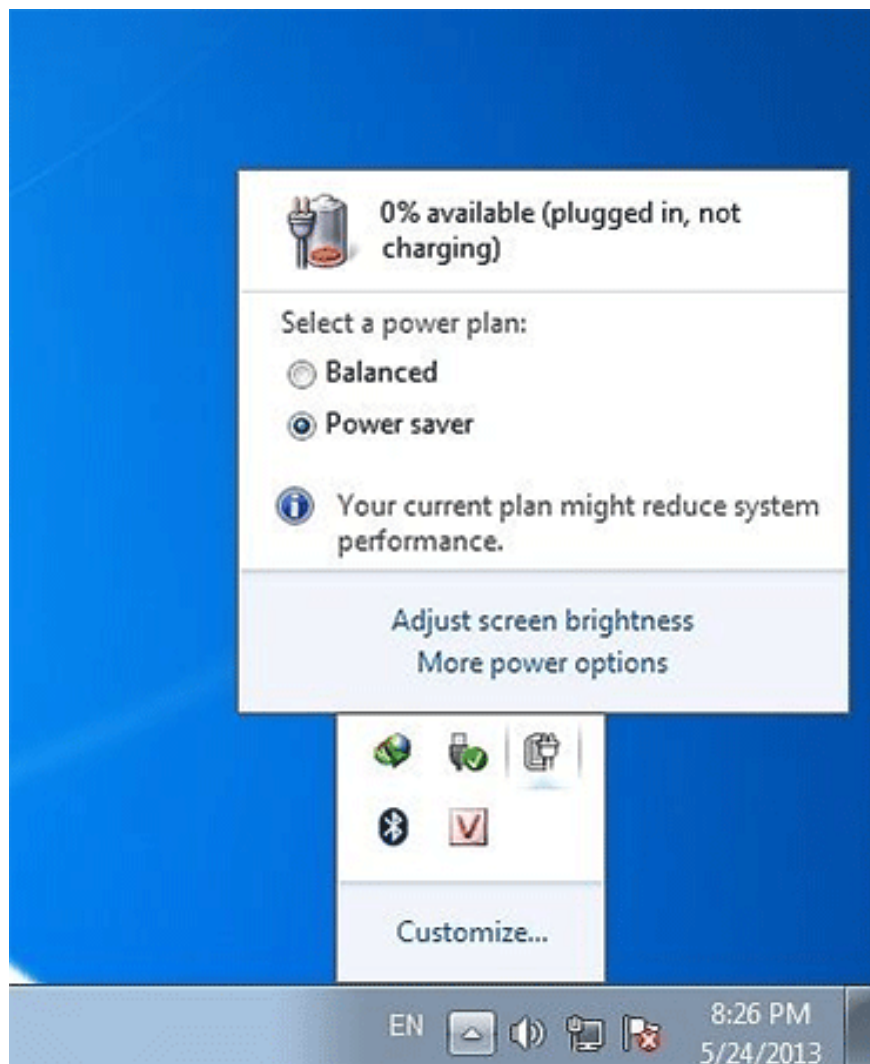 0% available (plugged in, not
charging)
Select a power plan:
Balanced
Power saver
Your current plan might reduce system
performance.
Adjust screen brightness
More power options
V
Customize...
EN
8:26 PM
5/24/2013